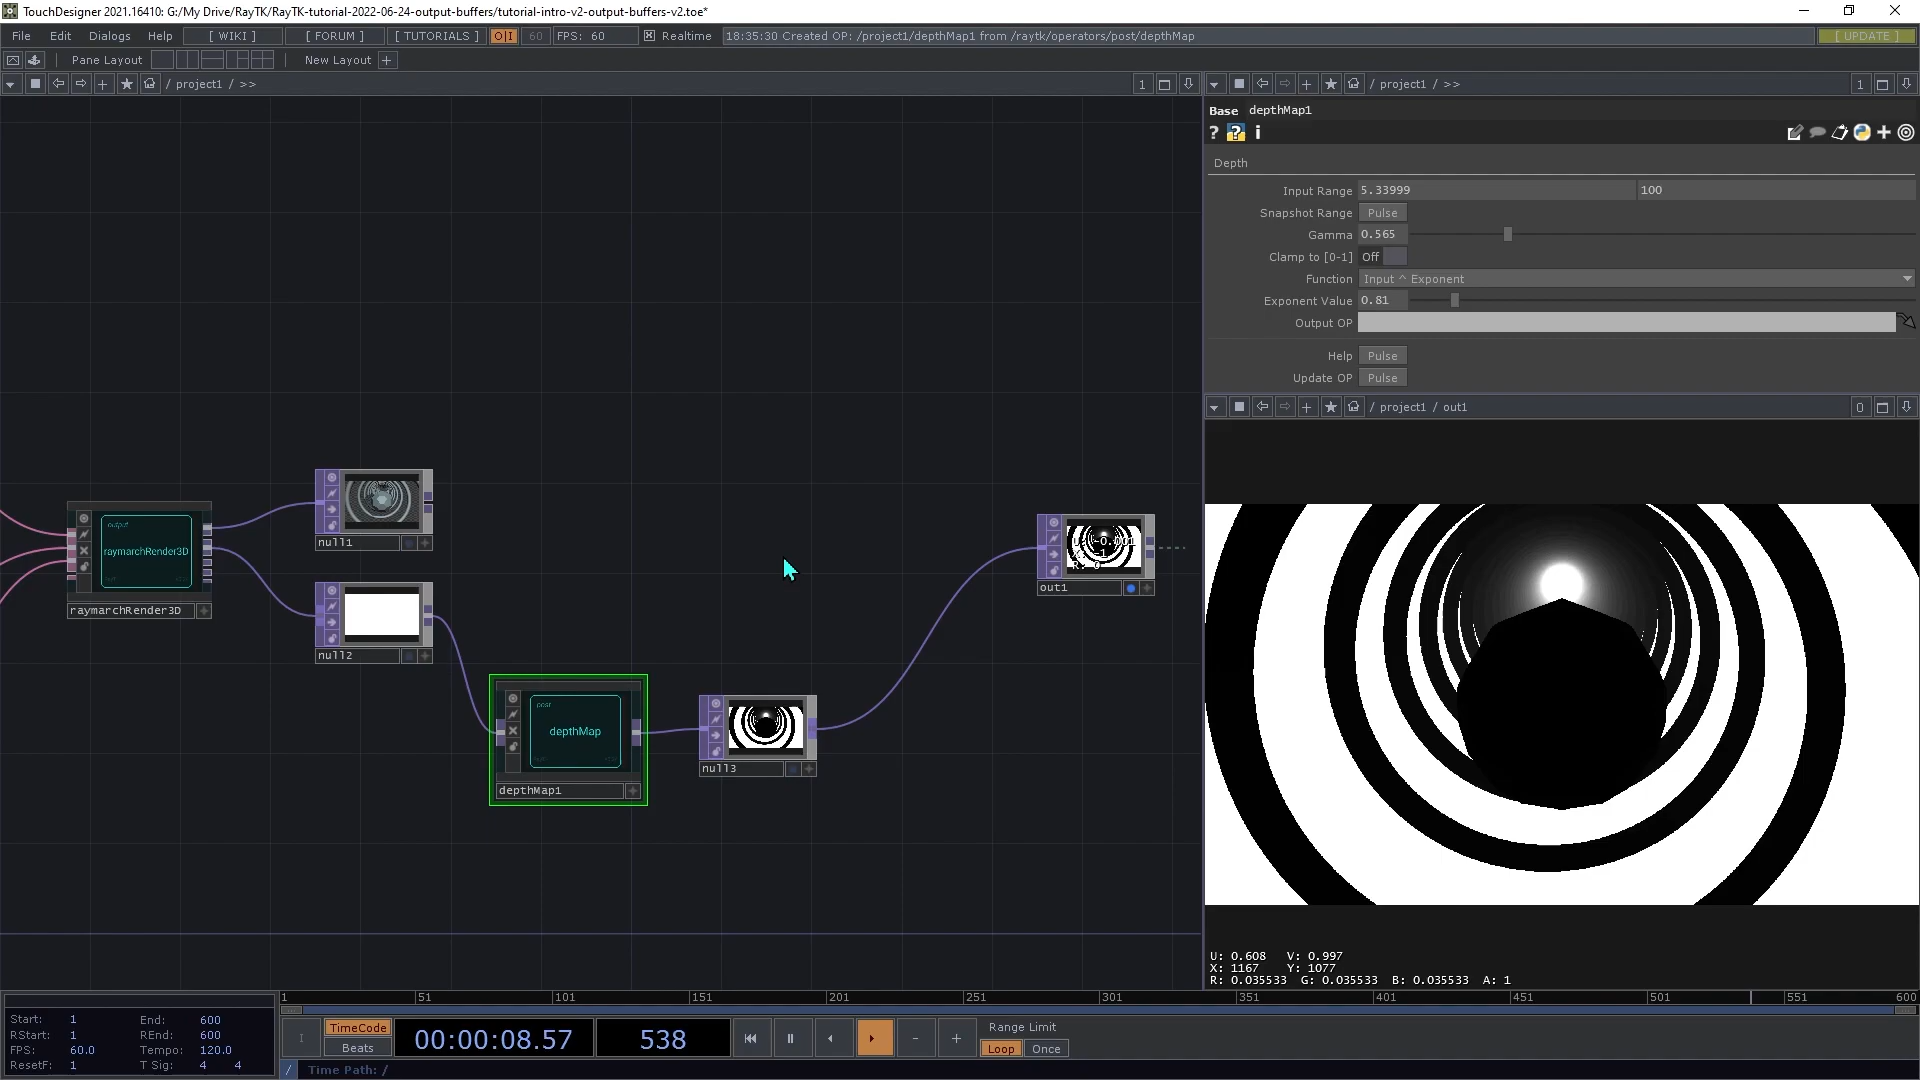 TouchDesigner 2021.16410: G:/My Drive/RayTK/RayTK-tutorial-2022-06-24-output-buffers/tutorial-intro-v2-output-buffers-v2.toe*
File Edit Dialogs Help [ WIKI ] [ FORUM ] [ TUTORIALS ] O|I 60 FPS: 60 Realtime 18:35:30 Created OP: /project1/depthMap1 from /raytk/operators/post/depthMap [ UPDATE ]
Pane Layout New Layout +
/ project1 / >> 1
/ project1 / >> 1
Base depthMap1
? ? i
Depth
Input Range 5.33999 100
Snapshot Range Pulse
Gamma 0.565
Clamp to [0-1] Off
Function Input ^ Exponent
Exponent Value 0.81
Output OP
Help Pulse
Update OP Pulse
/ project1 / out1 0
output
raymarchRender3D
raymarchRender3D
null1
null2
post
depthMap
depthMap1
null3
out1
U: 0.608 V: 0.997
X: 1167 Y: 1077
R: 0.035533 G: 0.035533 B: 0.035533 A: 1
1 51 101 151 201 251 301 351 401 451 501 551 600
Start: 1 End: 600
RStart: 1 REnd: 600
FPS: 60.0 Tempo: 120.0
ResetF: 1 T Sig: 4 4
TimeCode
Beats
00:00:08.57 538
Range Limit
Loop Once
/ Time Path: /